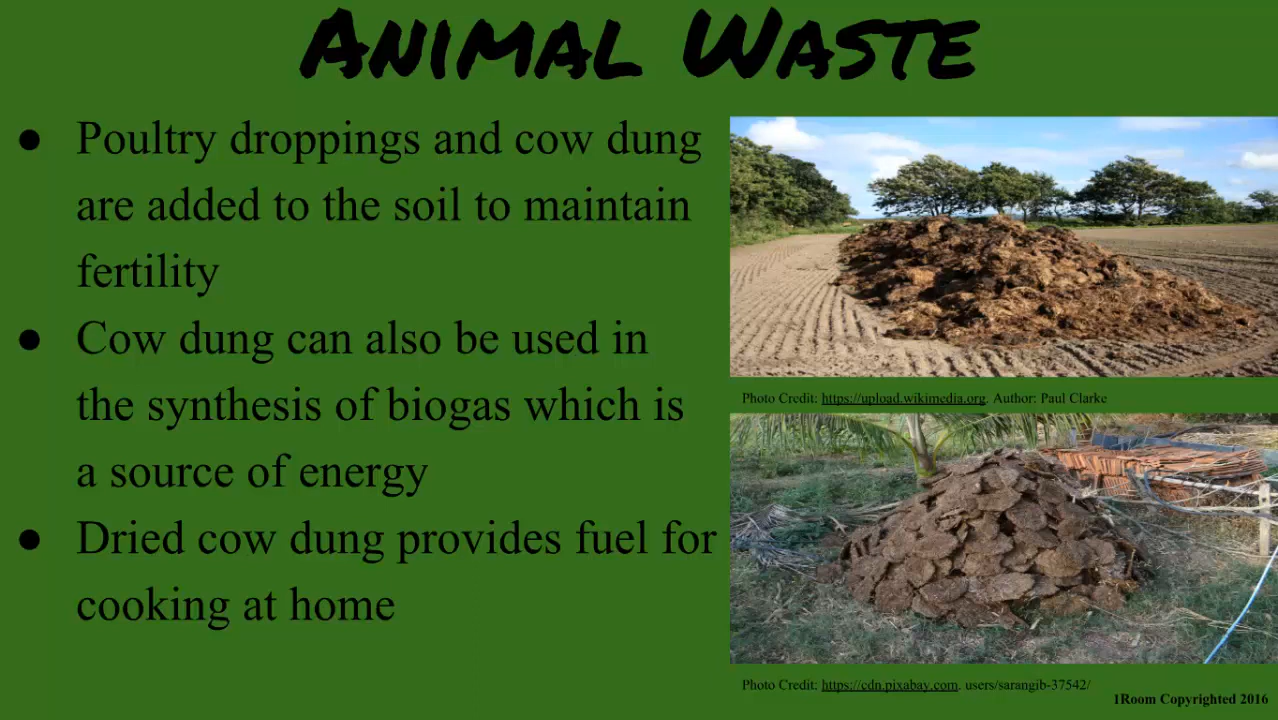 ANIMAL WASTE
● Poultry droppings and cow dung
are added to the soil to maintain
fertility
● Cow dung can also be used in
the synthesis of biogas which is
a source of energy
● Dried cow dung provides fuel for
cooking at home
Photo Credit: https://upload.wikimedia.org. Author: Paul Clarke
Photo Credit: https://cdn.pixabay.com. users/sarangib-37542/
1Room Copyrighted 2016